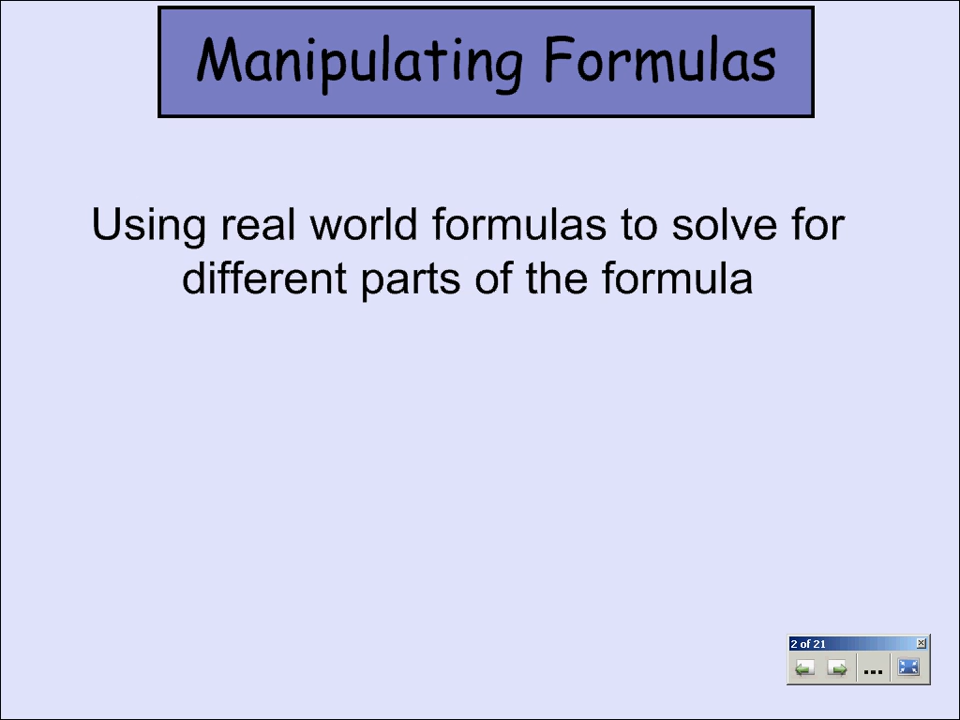 Manipulating Formulas
Using real world formulas to solve for
different parts of the formula
2 of 21
...